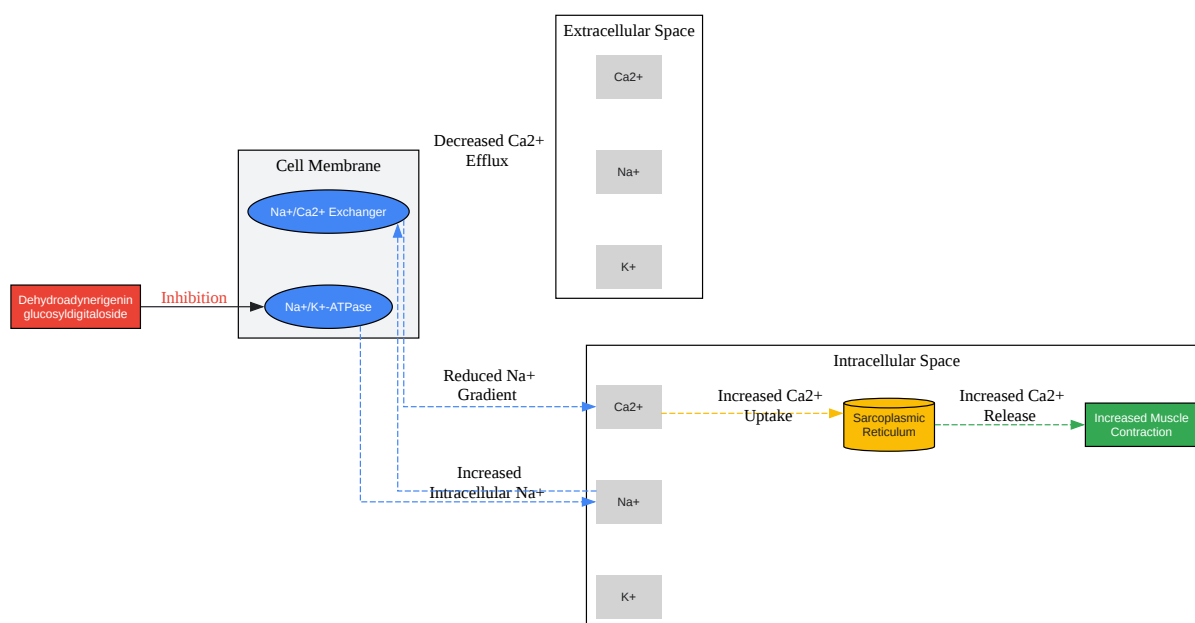 Extracellular Space
Ca2+
Na+
K+
Decreased Ca2+
Efflux
Cell Membrane
Na+/Ca2+ Exchanger
Na+/K+-ATPase
Dehydroadynerigenin
glucosyldigitaloside
Inhibition
Intracellular Space
Reduced Na+
Gradient
Ca2+
Increased Ca2+
Uptake
Sarcoplasmic
Reticulum
Increased Ca2+
Release
Increased Muscle
Contraction
Increased
Intracellular Na+
Na+
K+